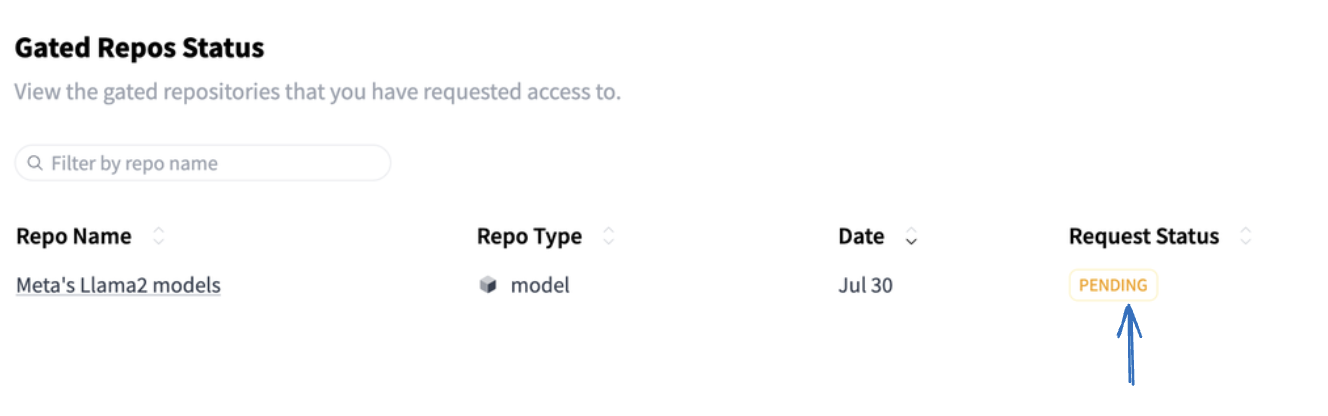 Gated Repos Status
View the gated repositories that you have requested access to.
Filter by repo name
Repo Name Repo Type Date Request Status
Meta's Llama2 models model Jul 30 PENDING